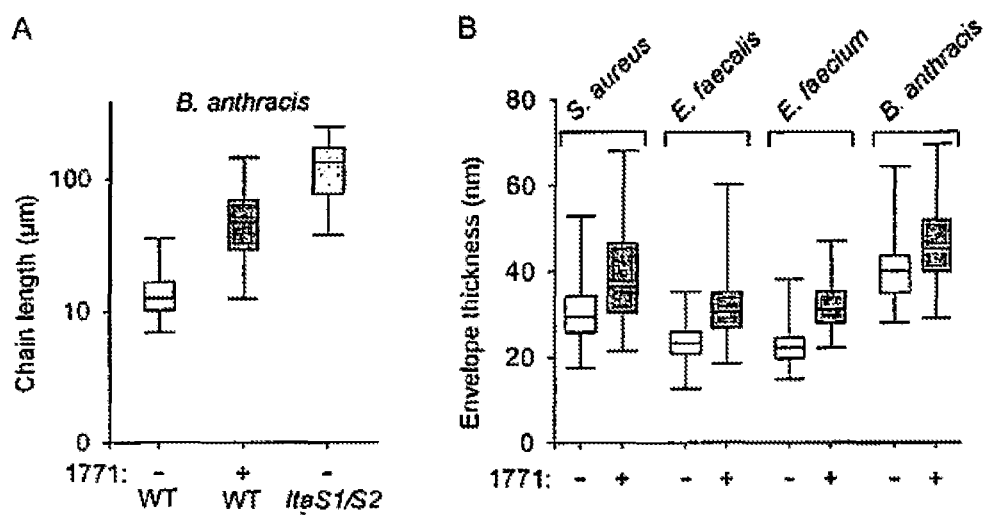 A
B. anthracis
Chain length (µm)
100
10
0
1771: - + -
WT WT ltaS1/S2
B
S. aureus E. faecalis E. faecium B. anthracis
Envelope thickness (nm)
80
60
40
20
0
1771: - + - + - + - +